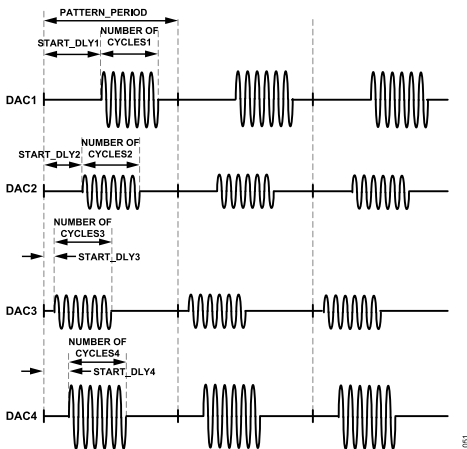 PATTERN_PERIOD
START_DLY1
NUMBER OF
CYCLES1
DAC1
START_DLY2
NUMBER OF
CYCLES2
DAC2
NUMBER OF
CYCLES3
START_DLY3
DAC3
NUMBER OF
CYCLES4
START_DLY4
DAC4
051